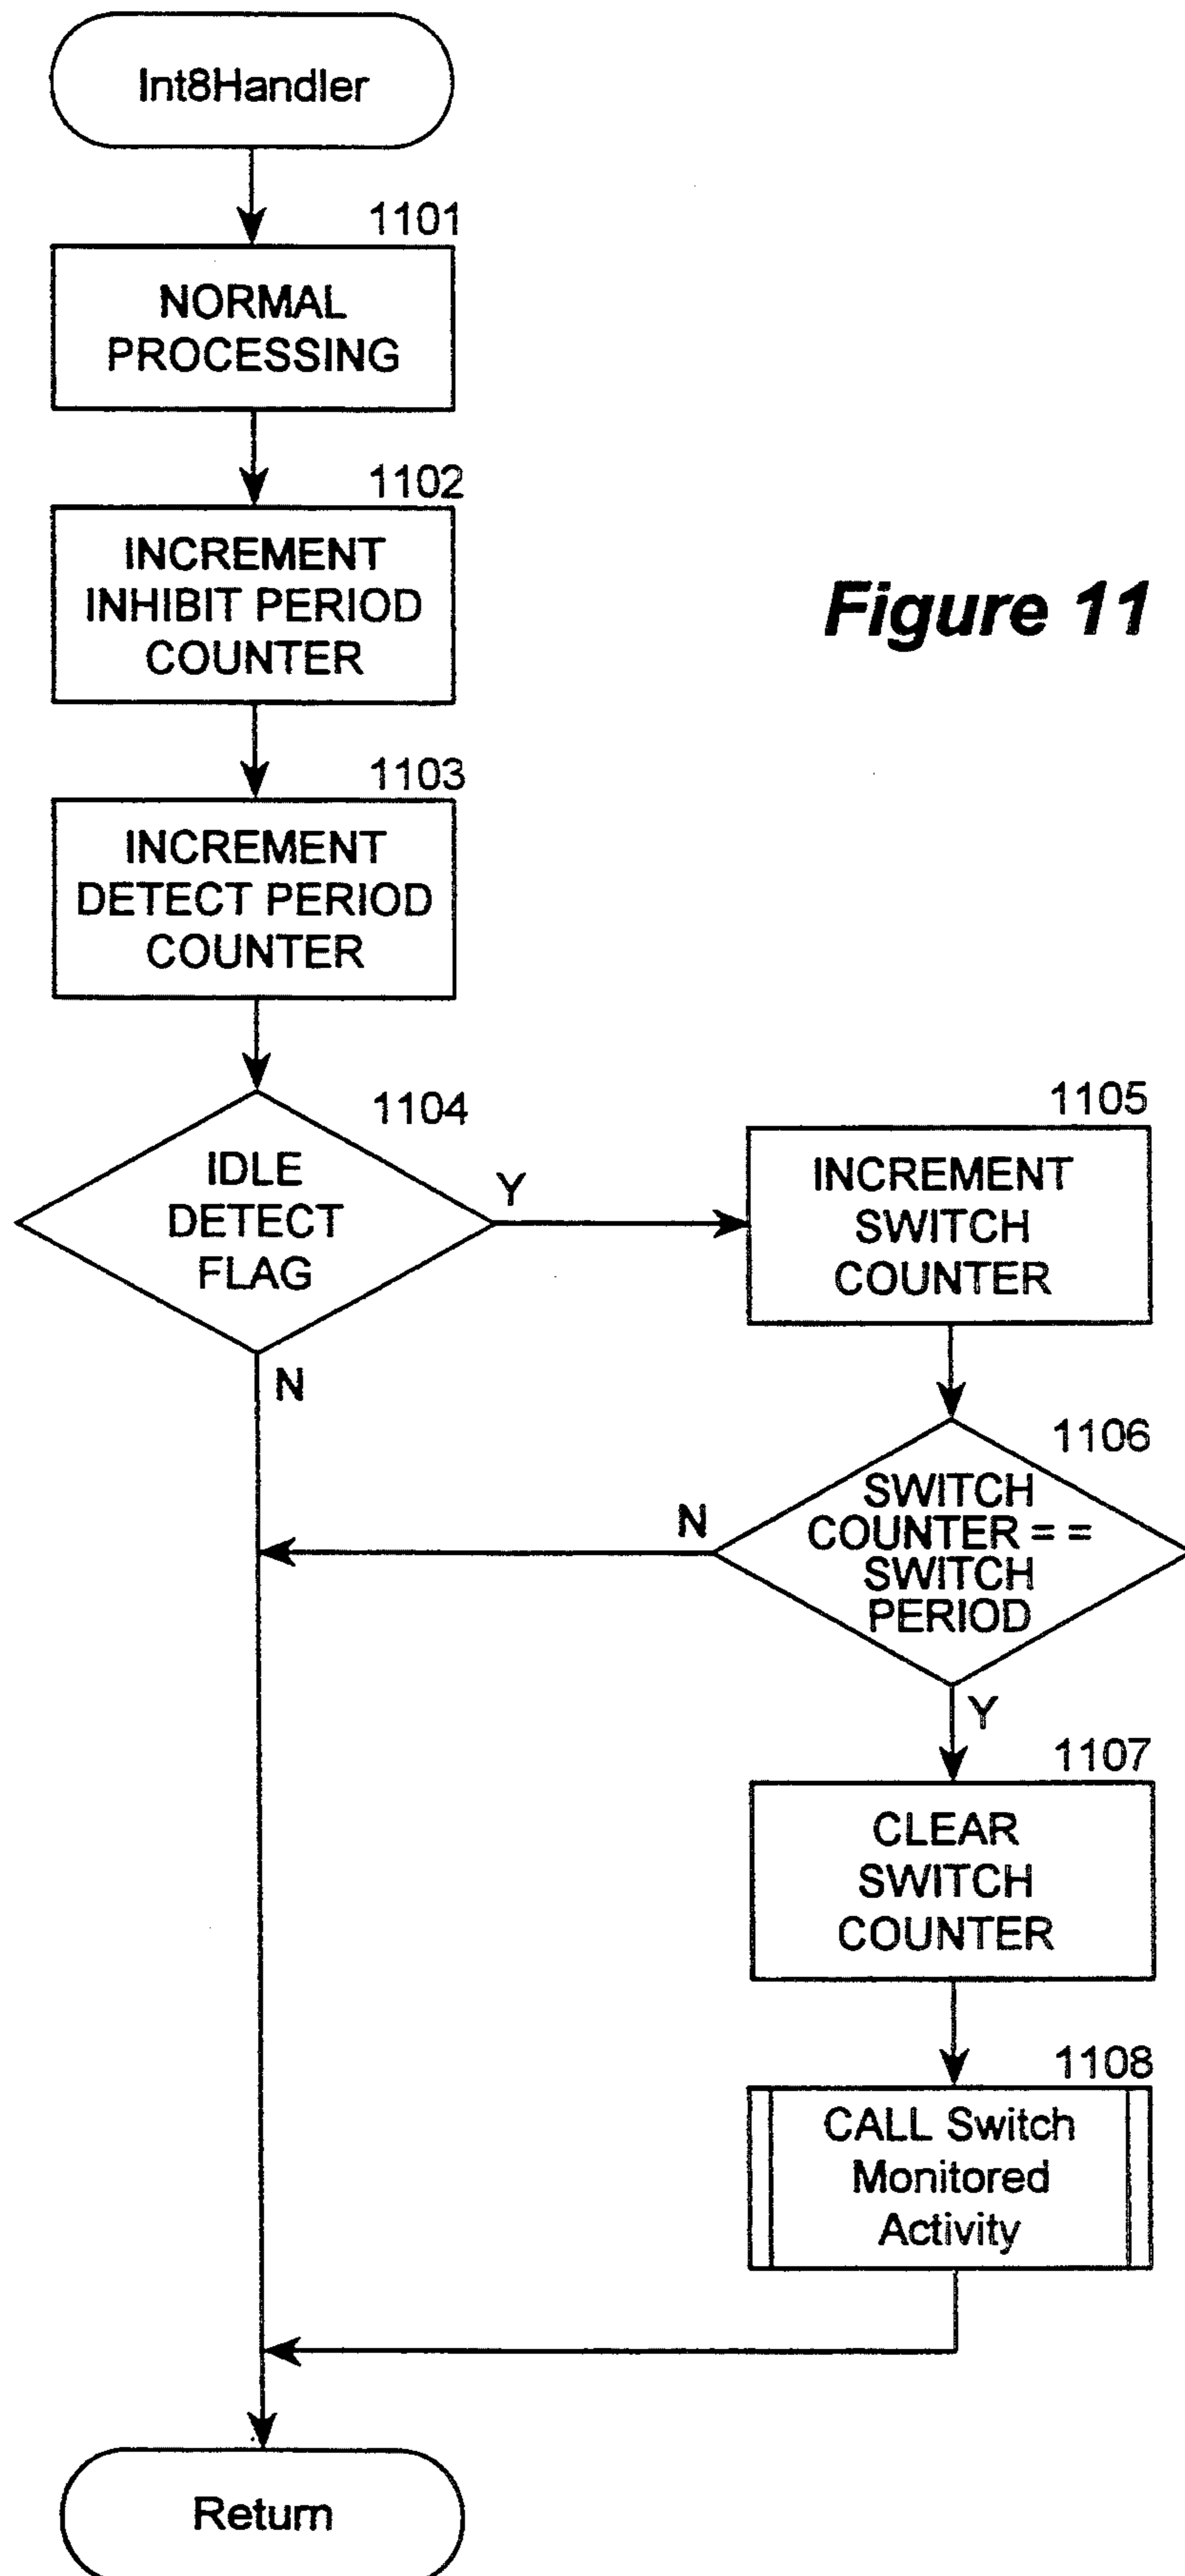 Int8Handler
1101
NORMAL
PROCESSING
1102
INCREMENT
INHIBIT PERIOD
COUNTER
Figure 11
1103
INCREMENT
DETECT PERIOD
COUNTER
1104
IDLE
DETECT
FLAG
Y
N
1105
INCREMENT
SWITCH
COUNTER
1106
SWITCH
COUNTER = =
SWITCH
PERIOD
N
Y
1107
CLEAR
SWITCH
COUNTER
1108
CALL Switch
Monitored
Activity
Return